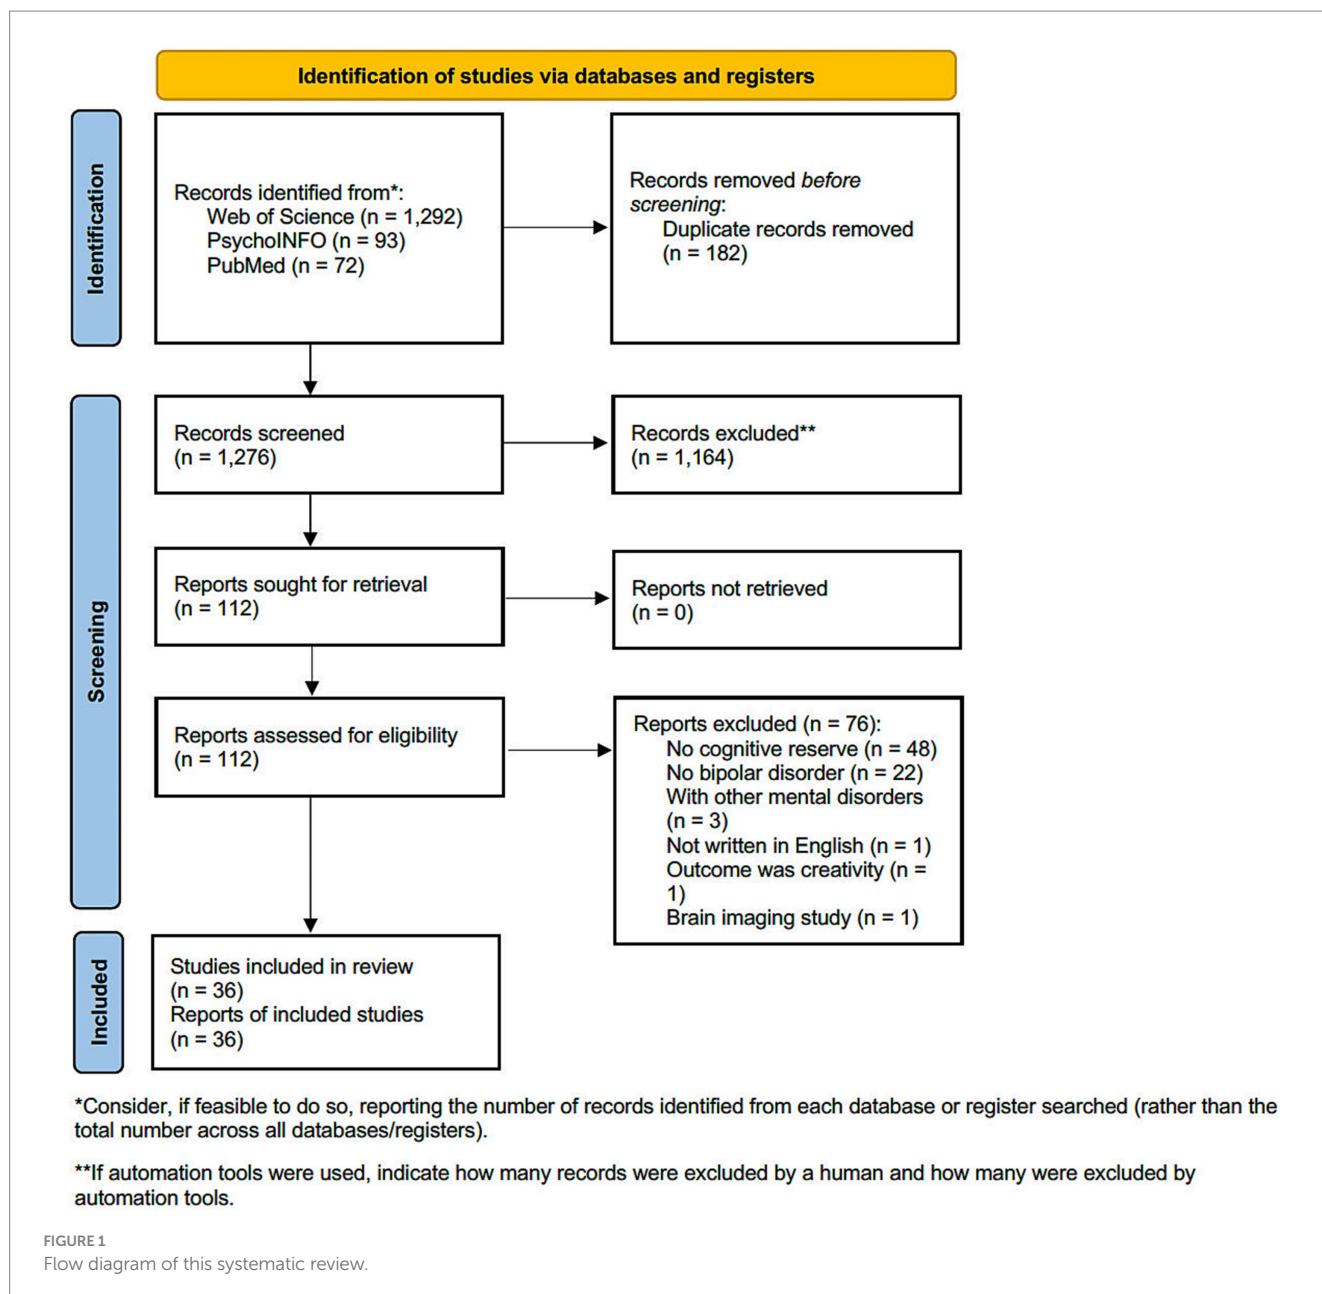 Identification of studies via databases and registers
Identification
Records identified from*:
Web of Science (n = 1,292)
PsychoINFO (n = 93)
PubMed (n = 72)
Records removed before
screening:
Duplicate records removed
(n = 182)
Screening
Records screened
(n = 1,276)
Records excluded**
(n = 1,164)
Reports sought for retrieval
(n = 112)
Reports not retrieved
(n = 0)
Reports assessed for eligibility
(n = 112)
Reports excluded (n = 76):
No cognitive reserve (n = 48)
No bipolar disorder (n = 22)
With other mental disorders
(n = 3)
Not written in English (n = 1)
Outcome was creativity (n =
1)
Brain imaging study (n = 1)
Included
Studies included in review
(n = 36)
Reports of included studies
(n = 36)
*Consider, if feasible to do so, reporting the number of records identified from each database or register searched (rather than the
total number across all databases/registers).
**If automation tools were used, indicate how many records were excluded by a human and how many were excluded by
automation tools.
FIGURE 1
Flow diagram of this systematic review.